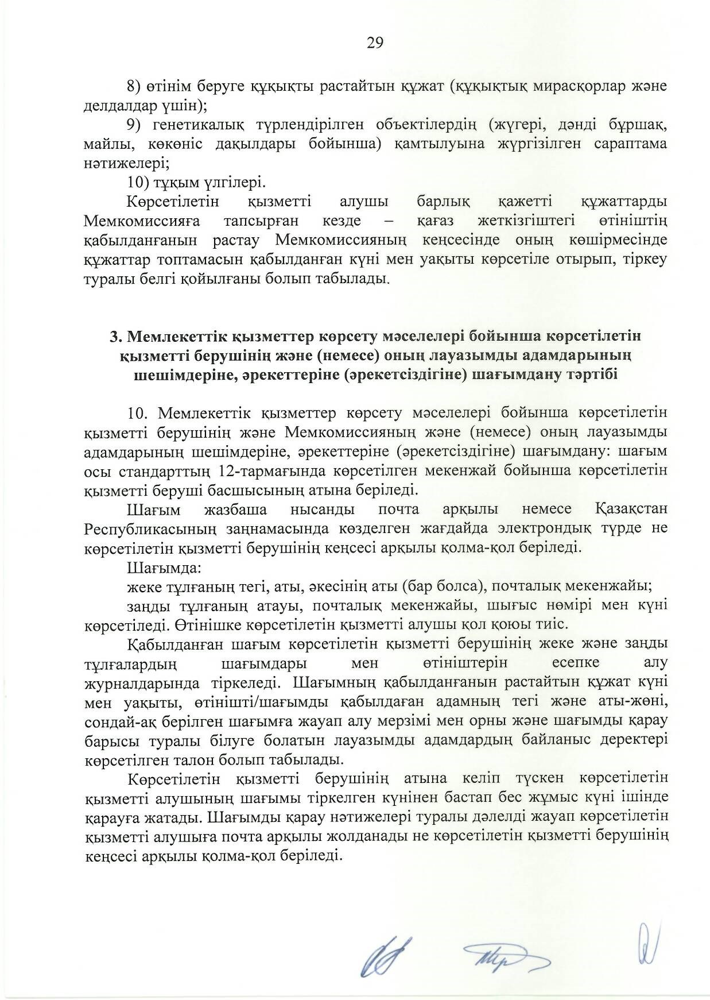 29
8) өтінім беруге құқықты растайтын құжат (құқықтық мирасқорлар және
делдалдар үшін);
9) генетикалық түрлендірілген объектілердің (жүгері, дәнді бұршақ,
майлы, көкөніс дақылдары бойынша) қамтылуына жүргізілген сараптама
нәтижелері;
10) тұқым үлгілері.
Көрсетілетін қызметті алушы барлық қажетті құжаттарды
Мемкомиссияға тапсырған кезде – қағаз жеткізгіштегі өтініштің
қабылданғанын растау Мемкомиссияның кеңсесінде оның көшірмесінде
құжаттар топтамасын қабылданған күні мен уақыты көрсетіле отырып, тіркеу
туралы белгі қойылғаны болып табылады.
3. Мемлекеттік қызметтер көрсету мәселелері бойынша көрсетілетін
қызметті берушінің және (немесе) оның лауазымды адамдарының
шешімдеріне, әрекеттеріне (әрекетсіздігіне) шағымдану тәртібі
10. Мемлекеттік қызметтер көрсету мәселелері бойынша көрсетілетін
қызметті берушінің және Мемкомиссияның және (немесе) оның лауазымды
адамдарының шешімдеріне, әрекеттеріне (әрекетсіздігіне) шағымдану: шағым
осы стандарттың 12-тармағында көрсетілген мекенжай бойынша көрсетілетін
қызметті беруші басшысының атына беріледі.
Шағым жазбаша нысанды почта арқылы немесе Қазақстан
Республикасының заңнамасында көзделген жағдайда электрондық түрде не
көрсетілетін қызметті берушінің кеңсесі арқылы қолма-қол беріледі.
Шағымда:
жеке тұлғаның тегі, аты, әкесінің аты (бар болса), почталық мекенжайы;
заңды тұлғаның атауы, почталық мекенжайы, шығыс нөмірі мен күні
көрсетіледі. Өтінішке көрсетілетін қызметті алушы қол қоюы тиіс.
Қабылданған шағым көрсетілетін қызметті берушінің жеке және заңды
тұлғалардың шағымдары мен өтініштерін есепке алу
журналдарында тіркеледі. Шағымның қабылданғанын растайтын құжат күні
мен уақыты, өтінішті/шағымды қабылдаған адамның тегі және аты-жөні,
сондай-ақ берілген шағымға жауап алу мерзімі мен орны және шағымды қарау
барысы туралы білуге болатын лауазымды адамдардың байланыс деректері
көрсетілген талон болып табылады.
Көрсетілетін қызметті берушінің атына келіп түскен көрсетілетін
қызметті алушының шағымы тіркелген күнінен бастап бес жұмыс күні ішінде
қарауға жатады. Шағымды қарау нәтижелері туралы дәлелді жауап көрсетілетін
қызметті алушыға почта арқылы жолданады не көрсетілетін қызметті берушінің
кеңсесі арқылы қолма-қол беріледі.